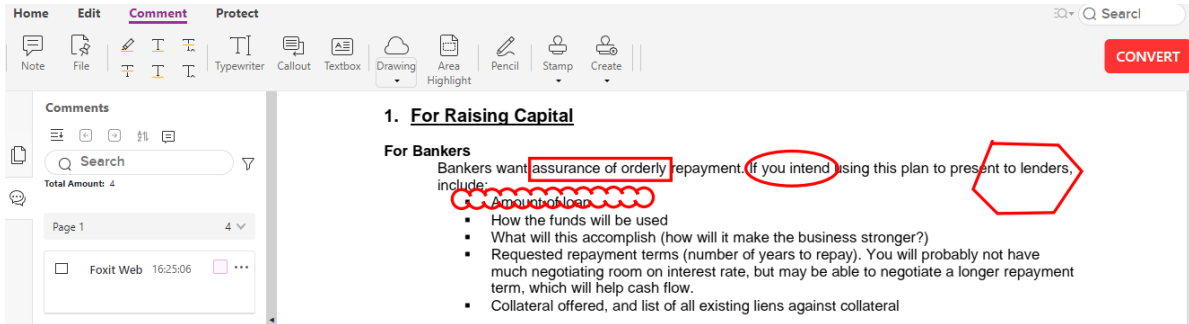 Home Edit Comment Protect Searcl
Note File Typewriter Callout Textbox Drawing Area Highlight Pencil Stamp Create CONVERT
Comments
Search
Total Amount: 4
Page 1 4
Foxit Web 16:25:06
1. For Raising Capital
For Bankers
Bankers want assurance of orderly repayment. If you intend using this plan to present to lenders,
include:
▪ Amount of loan
▪ How the funds will be used
▪ What will this accomplish (how will it make the business stronger?)
▪ Requested repayment terms (number of years to repay). You will probably not have
much negotiating room on interest rate, but may be able to negotiate a longer repayment
term, which will help cash flow.
▪ Collateral offered, and list of all existing liens against collateral